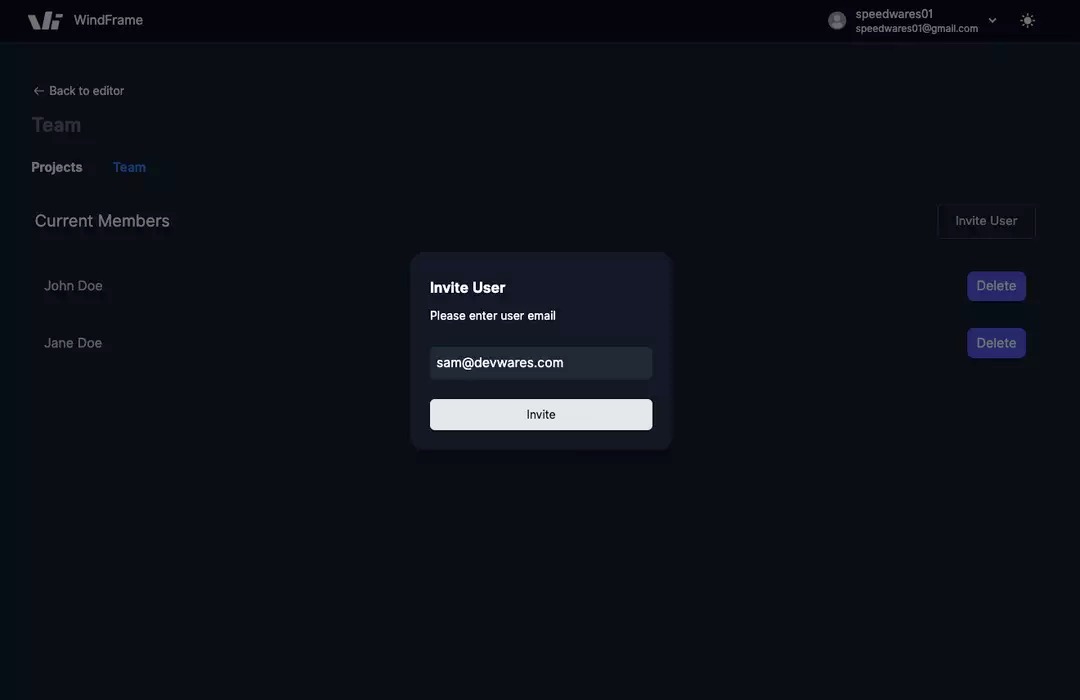 WindFrame
speedwares01
speedwares01@gmail.com
Back to editor
Team
Projects Team
Current Members
Invite User
John Doe
Delete
Jane Doe
Delete
Invite User
Please enter user email
sam@devwares.com
Invite